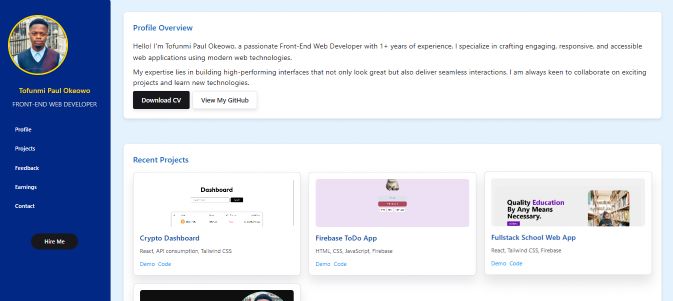 Tofunmi Paul Okeowo
FRONT-END WEB DEVELOPER
Profile
Projects
Feedback
Earnings
Contact
Hire Me
Profile Overview
Hello! I'm Tofunmi Paul Okeowo, a passionate Front-End Web Developer with 1+ years of experience. I specialize in crafting engaging, responsive, and accessible
web applications using modern web technologies.
My expertise lies in building high-performing interfaces that not only look great but also deliver seamless interactions. I am always keen to collaborate on exciting
projects and learn new technologies.
Download CV
View My GitHub
Recent Projects
Dashboard
Crypto Dashboard
React, API consumption, Tailwind CSS
Demo Code
Firebase ToDo App
HTML, CSS, JavaScript, Firebase
Demo Code
Quality Education
By Any Means
Necessary.
Fullstack School Web App
React, Tailwind CSS, Firebase
Demo Code